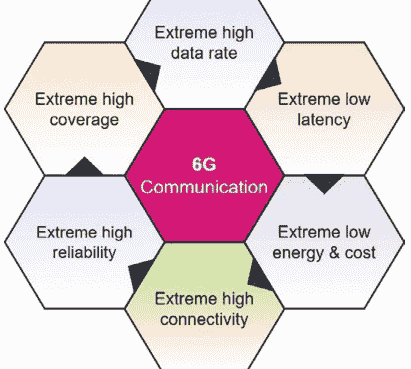 Extreme high
data rate
Extreme high
coverage
Extreme low
latency
6G
Communication
Extreme high
reliability
Extreme low
energy & cost
Extreme high
connectivity